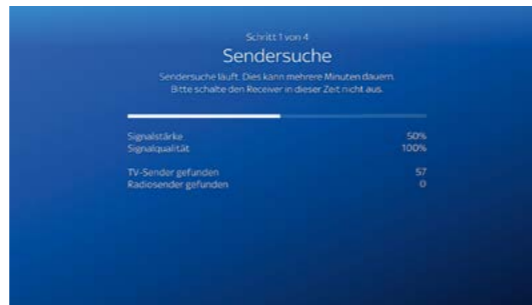 Schritt 1 von 4
Sendersuche
Sendersuche läuft. Dies kann mehrere Minuten dauern.
Bitte schalte den Receiver in dieser Zeit nicht aus.
Signalstärke 50%
Signalqualität 100%
TV-Sender gefunden 57
Radiosender gefunden 0